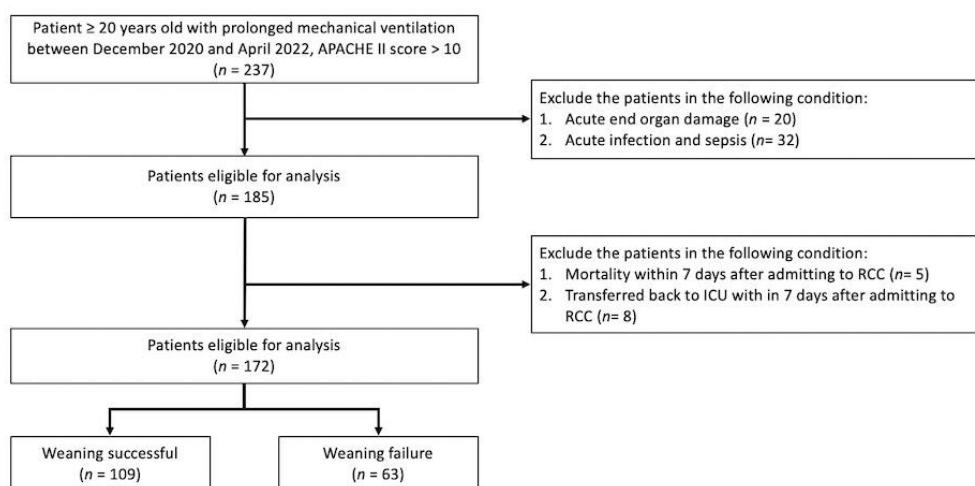 Patient ≥ 20 years old with prolonged mechanical ventilation
between December 2020 and April 2022, APACHE II score > 10
(n = 237)
Exclude the patients in the following condition:
1. Acute end organ damage (n = 20)
2. Acute infection and sepsis (n= 32)
Patients eligible for analysis
(n = 185)
Exclude the patients in the following condition:
1. Mortality within 7 days after admitting to RCC (n= 5)
2. Transferred back to ICU with in 7 days after admitting to
RCC (n= 8)
Patients eligible for analysis
(n = 172)
Weaning successful
(n = 109)
Weaning failure
(n = 63)